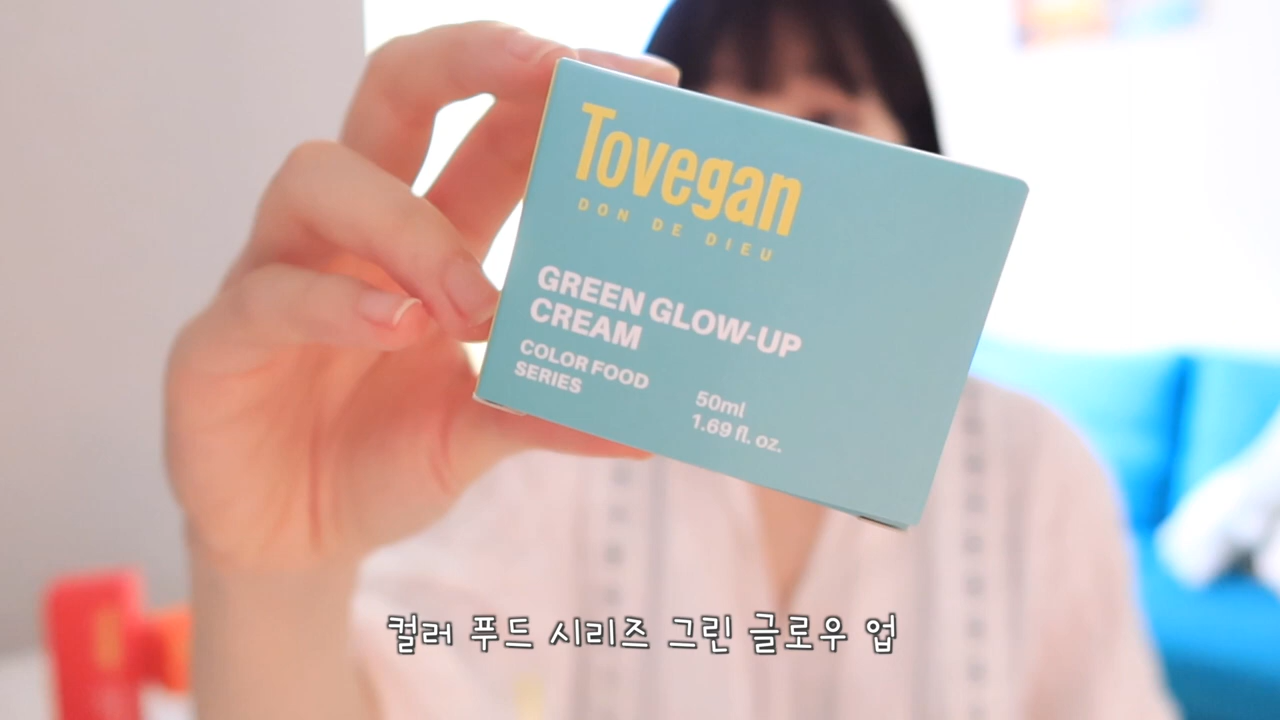 Tovegan
DON DE DIEU
GREEN GLOW-UP
CREAM
COLOR FOOD
SERIES
50ml
1.69 fl. oz.
컬러 푸드 시리즈 그린 글로우 업